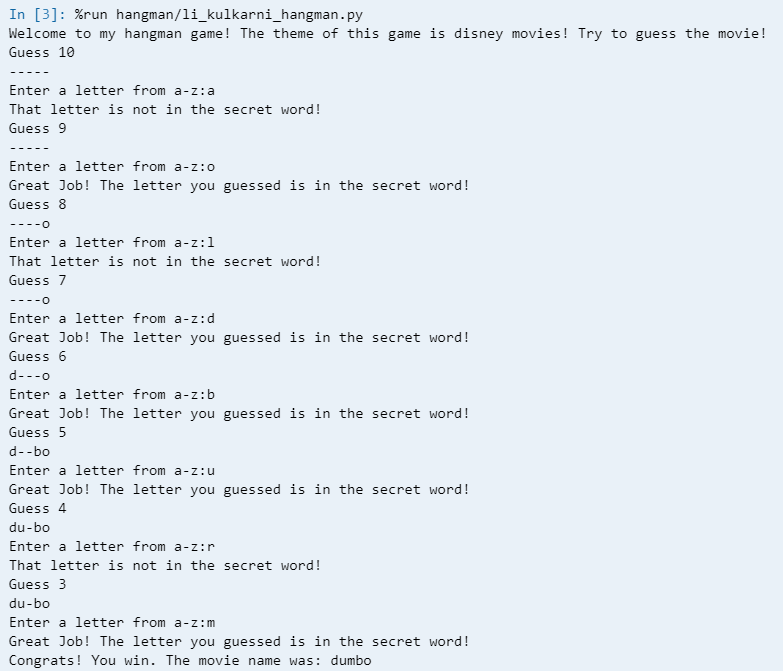 In [3]: %run hangman/li_kulkarni_hangman.py
Welcome to my hangman game! The theme of this game is disney movies! Try to guess the movie!
Guess 10
-----
Enter a letter from a-z:a
That letter is not in the secret word!
Guess 9
-----
Enter a letter from a-z:o
Great Job! The letter you guessed is in the secret word!
Guess 8
----o
Enter a letter from a-z:l
That letter is not in the secret word!
Guess 7
----o
Enter a letter from a-z:d
Great Job! The letter you guessed is in the secret word!
Guess 6
d---o
Enter a letter from a-z:b
Great Job! The letter you guessed is in the secret word!
Guess 5
d--bo
Enter a letter from a-z:u
Great Job! The letter you guessed is in the secret word!
Guess 4
du-bo
Enter a letter from a-z:r
That letter is not in the secret word!
Guess 3
du-bo
Enter a letter from a-z:m
Great Job! The letter you guessed is in the secret word!
Congrats! You win. The movie name was: dumbo